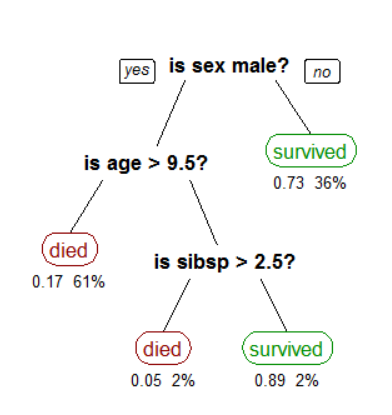 yes is sex male? no
survived
0.73 36%
is age > 9.5?
died
0.17 61%
is sibsp > 2.5?
died survived
0.05 2% 0.89 2%